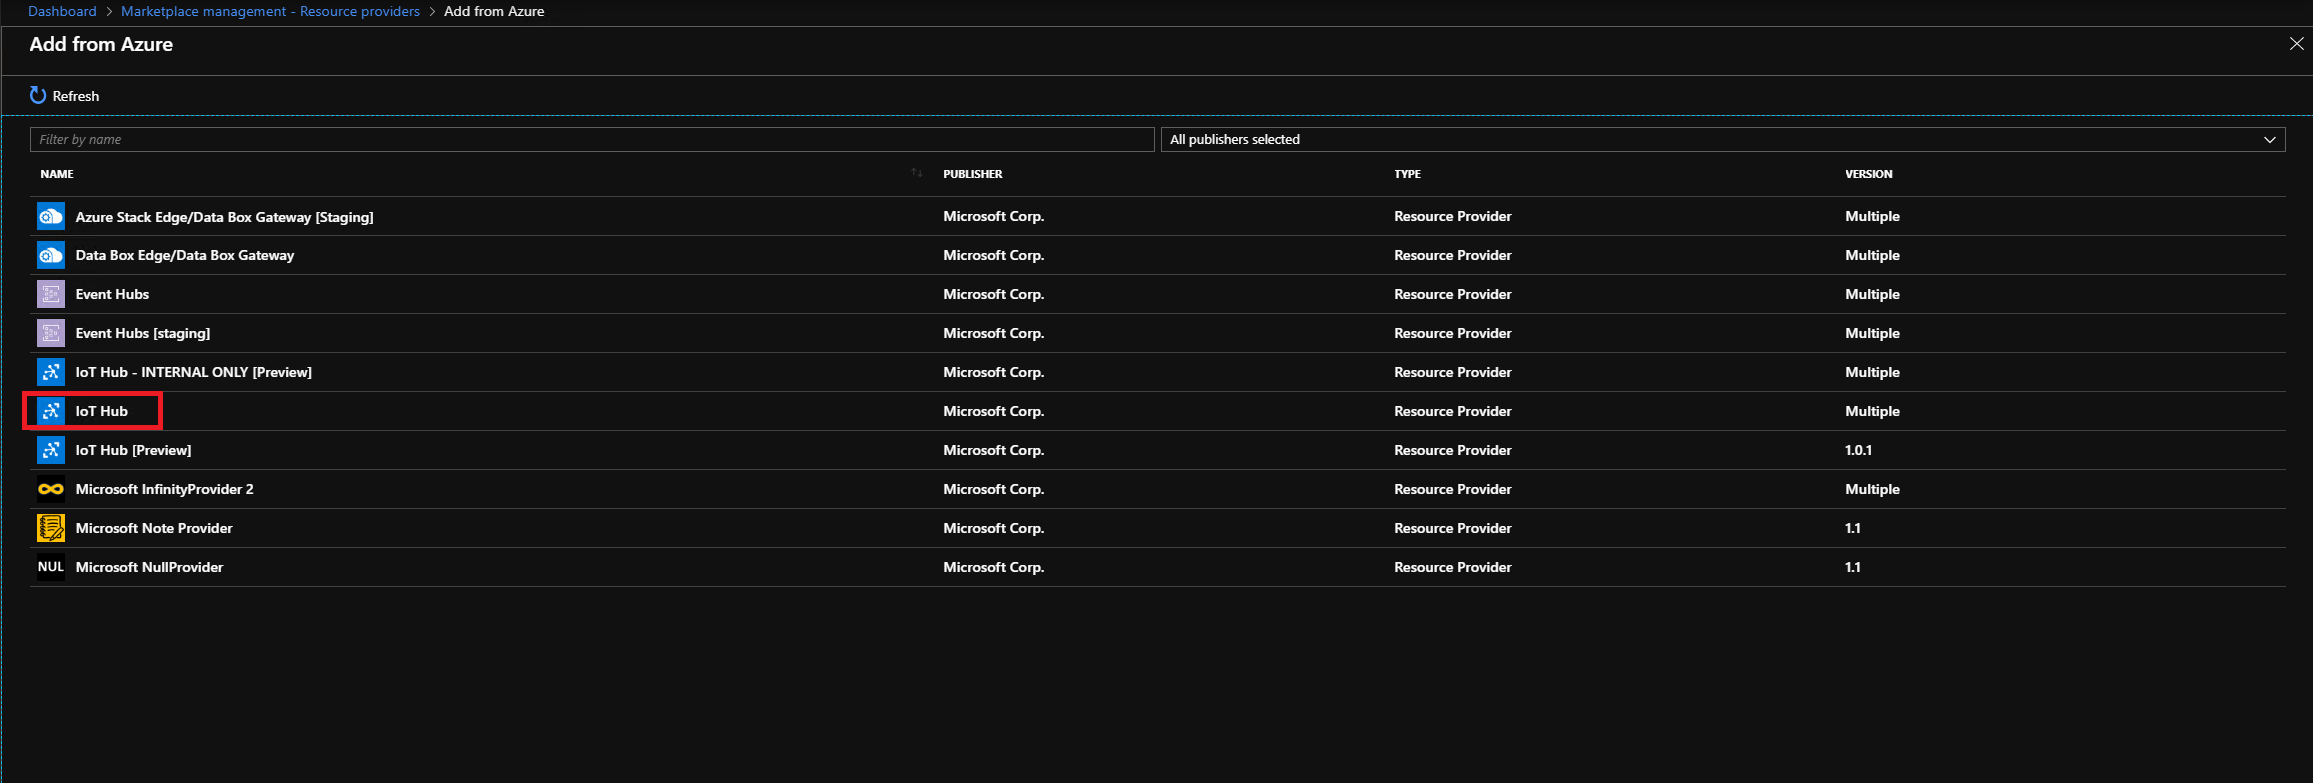 Dashboard > Marketplace management - Resource providers > Add from Azure
Add from Azure
Refresh
Filter by name All publishers selected
NAME PUBLISHER TYPE VERSION
Azure Stack Edge/Data Box Gateway [Staging] Microsoft Corp. Resource Provider Multiple
Data Box Edge/Data Box Gateway Microsoft Corp. Resource Provider Multiple
Event Hubs Microsoft Corp. Resource Provider Multiple
Event Hubs [staging] Microsoft Corp. Resource Provider Multiple
IoT Hub - INTERNAL ONLY [Preview] Microsoft Corp. Resource Provider Multiple
IoT Hub Microsoft Corp. Resource Provider Multiple
IoT Hub [Preview] Microsoft Corp. Resource Provider 1.0.1
Microsoft InfinityProvider 2 Microsoft Corp. Resource Provider Multiple
Microsoft Note Provider Microsoft Corp. Resource Provider 1.1
NUL Microsoft NullProvider Microsoft Corp. Resource Provider 1.1